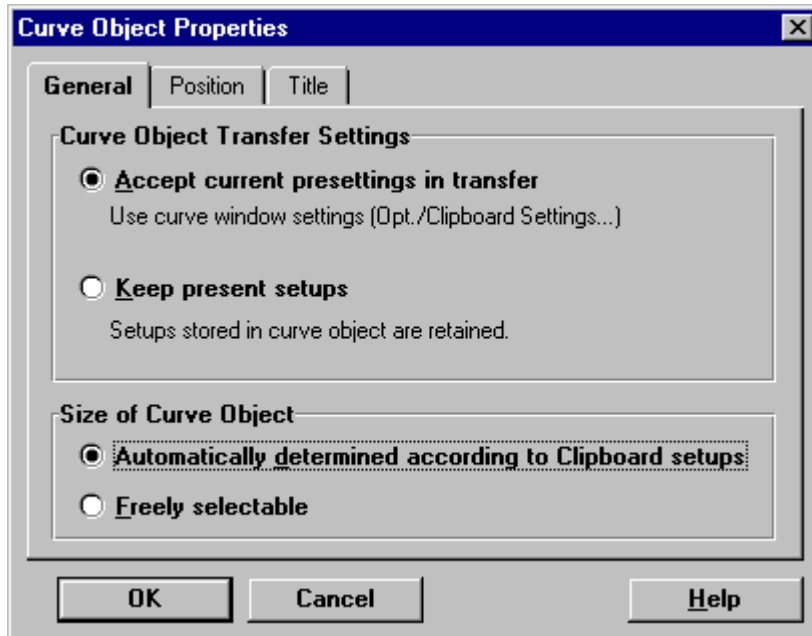 Curve Object Properties
General Position Title
Curve Object Transfer Settings
Accept current presettings in transfer
Use curve window settings (Opt./Clipboard Settings...)
Keep present setups
Setups stored in curve object are retained.
Size of Curve Object
Automatically determined according to Clipboard setups
Freely selectable
OK Cancel Help